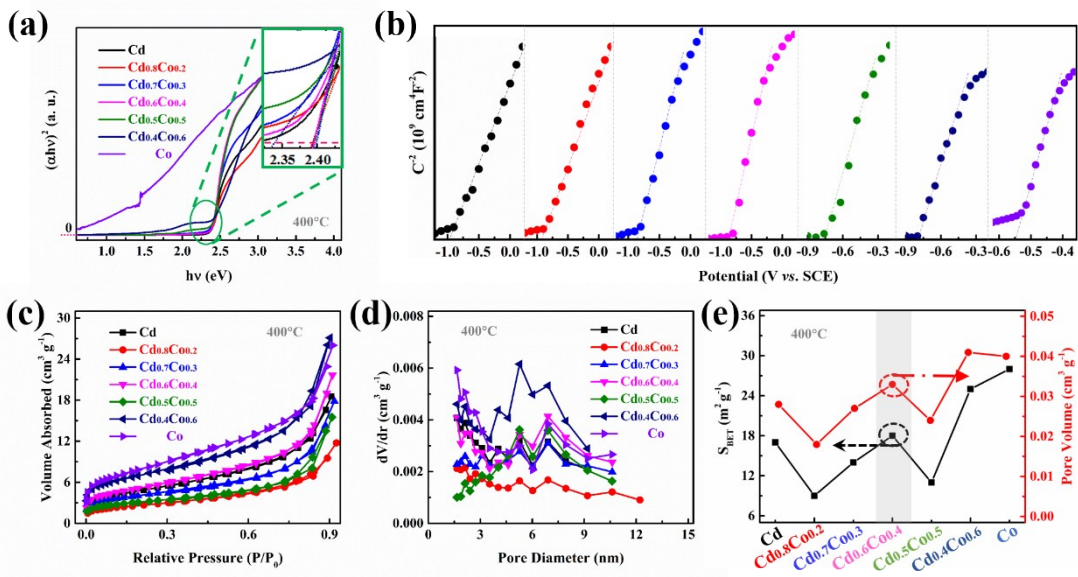 (a)
(αhν)² (a. u.)
Cd
Cd0.8Co0.2
Cd0.7Co0.3
Cd0.6Co0.4
Cd0.5Co0.5
Cd0.4Co0.6
Co
2.35 2.40
400°C
0
1.0 1.5 2.0 2.5 3.0 3.5 4.0
hν (eV)
(b)
C⁻² (10⁹ cm⁴F⁻²)
-1.0 -0.5 0.0 -1.0 -0.5 0.0 -1.0 -0.5 0.0 -1.0 -0.5 0.0 -0.9 -0.6 -0.3 -0.9 -0.6 -0.3 -0.6 -0.5 -0.4
Potential (V vs. SCE)
(c)
Volume Absorbed (cm³ g⁻¹)
30
24
18
12
6
0
400°C
Cd
Cd0.8Co0.2
Cd0.7Co0.3
Cd0.6Co0.4
Cd0.5Co0.5
Cd0.4Co0.6
Co
0.0 0.3 0.6 0.9
Relative Pressure (P/P₀)
(d)
dV/dr (cm³ g⁻¹)
0.008
0.006
0.004
0.002
0.000
400°C
Cd
Cd0.8Co0.2
Cd0.7Co0.3
Cd0.6Co0.4
Cd0.5Co0.5
Cd0.4Co0.6
Co
0 3 6 9 12 15
Pore Diameter (nm)
(e)
S_BET (m² g⁻¹)
36
30
24
18
12
6
400°C
0.05
0.04
0.03
0.02
0.01
0.00
Pore Volume (cm³ g⁻¹)
Cd
Cd0.8Co0.2
Cd0.7Co0.3
Cd0.6Co0.4
Cd0.5Co0.5
Cd0.4Co0.6
Co